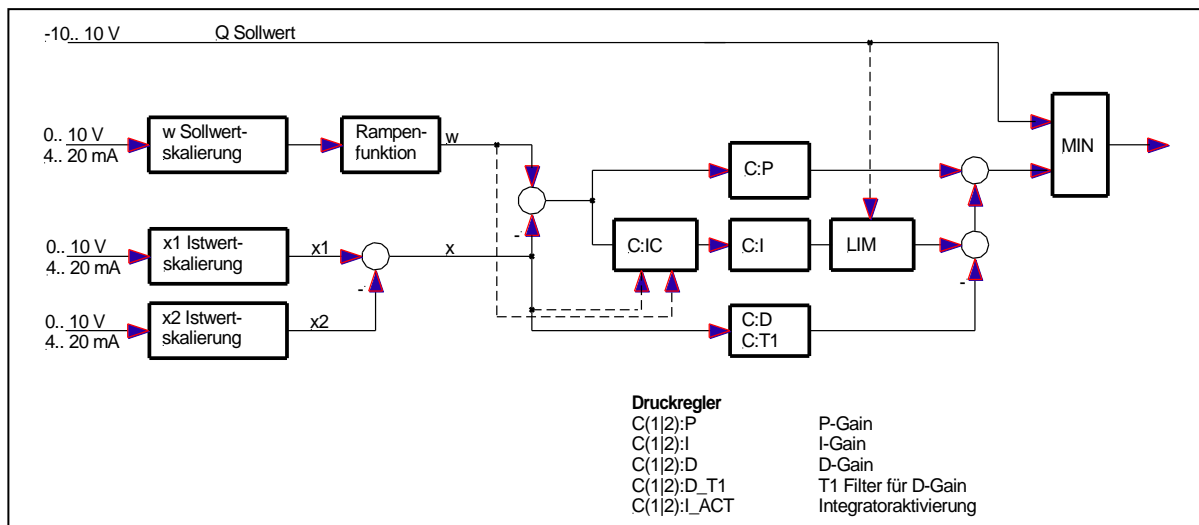 -10.. 10 V Q Sollwert
0.. 10 V
4.. 20 mA
w Sollwert-
skalierung
Rampen-
funktion
w
MIN
C:P
-
0.. 10 V
4.. 20 mA
x1 Istwert-
skalierung
x1
x
C:IC
C:I
LIM
-
-
0.. 10 V
4.. 20 mA
x2 Istwert-
skalierung
x2
C:D
C:T1
Druckregler
C(1|2):P P-Gain
C(1|2):I I-Gain
C(1|2):D D-Gain
C(1|2):D_T1 T1 Filter für D-Gain
C(1|2):I_ACT Integratoraktivierung